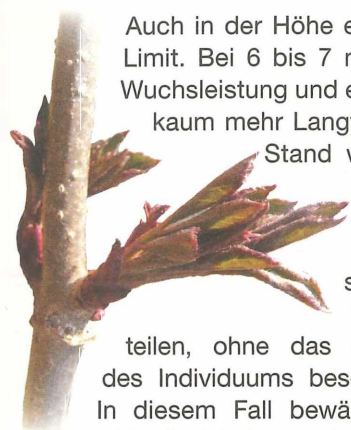 Auch in der Höhe
Limit. Bei 6 bis 7
Wuchsleistung und
kaum mehr
Stand
teilen, ohne das
des Individuums
In diesem Fall